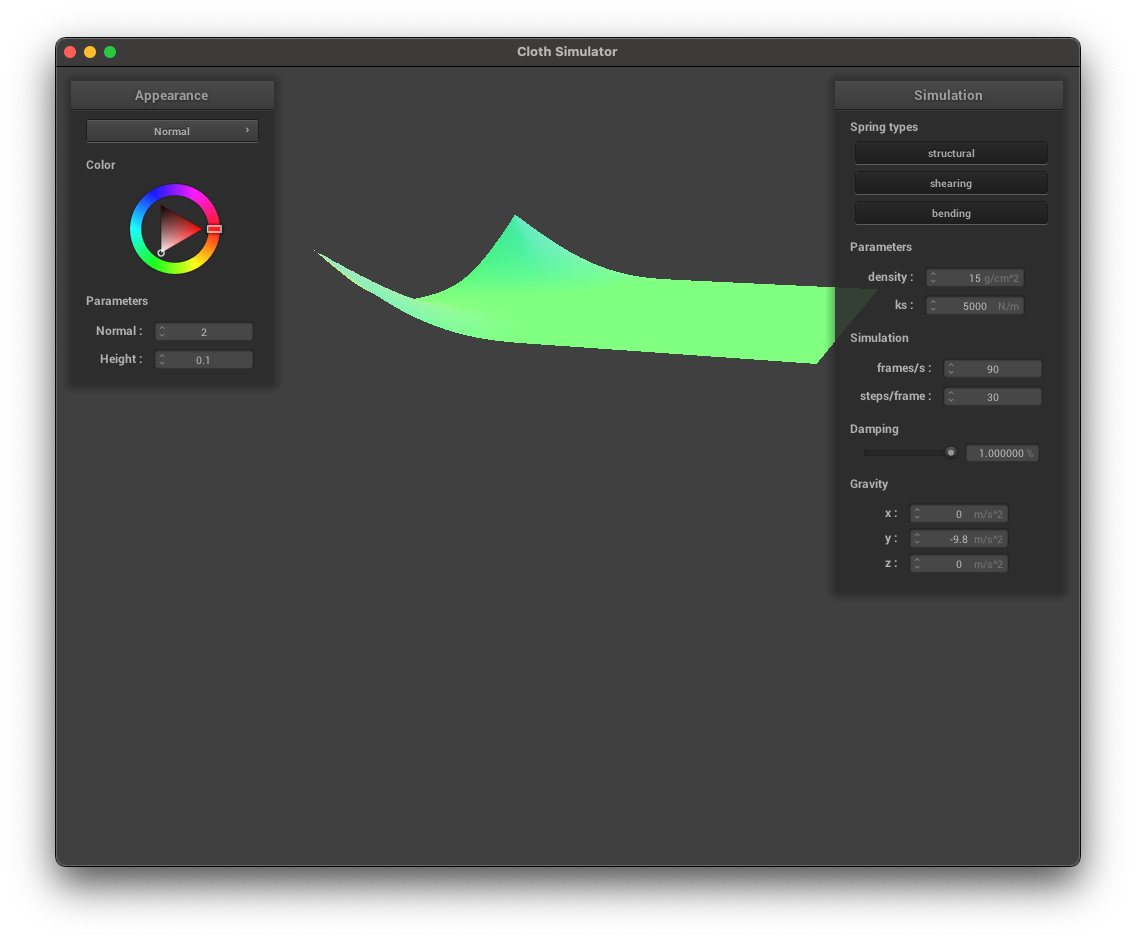 Cloth Simulator
Appearance
Normal ›
Color
Parameters
Normal : 2
Height : 0.1
Simulation
Spring types
structural
shearing
bending
Parameters
density : 15 g/cm^2
ks : 5000 N/m
Simulation
frames/s : 90
steps/frame : 30
Damping
1.000000 %
Gravity
x : 0 m/s^2
y : -9.8 m/s^2
z : 0 m/s^2